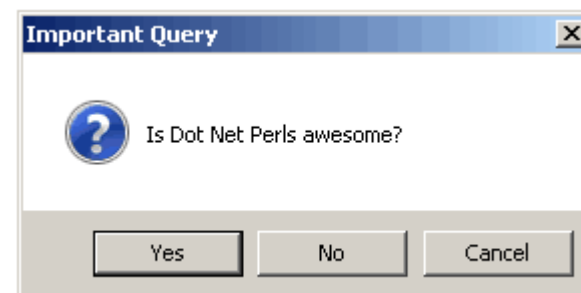 Important Query
Is Dot Net Perls awesome?
Yes No Cancel